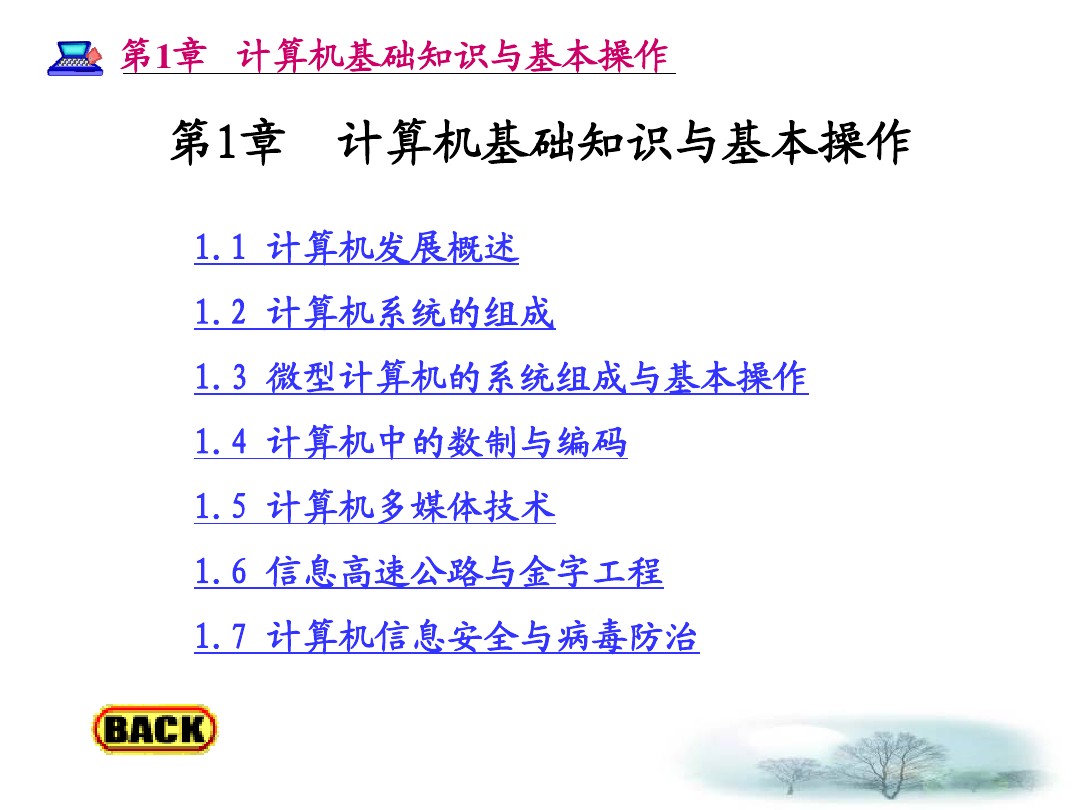 第1章 计算机基础知识与基本操作
第1章 计算机基础知识与基本操作
1.1 计算机发展概述
1.2 计算机系统的组成
1.3 微型计算机的系统组成与基本操作
1.4 计算机中的数制与编码
1.5 计算机多媒体技术
1.6 信息高速公路与金字工程
1.7 计算机信息安全与病毒防治
BACK